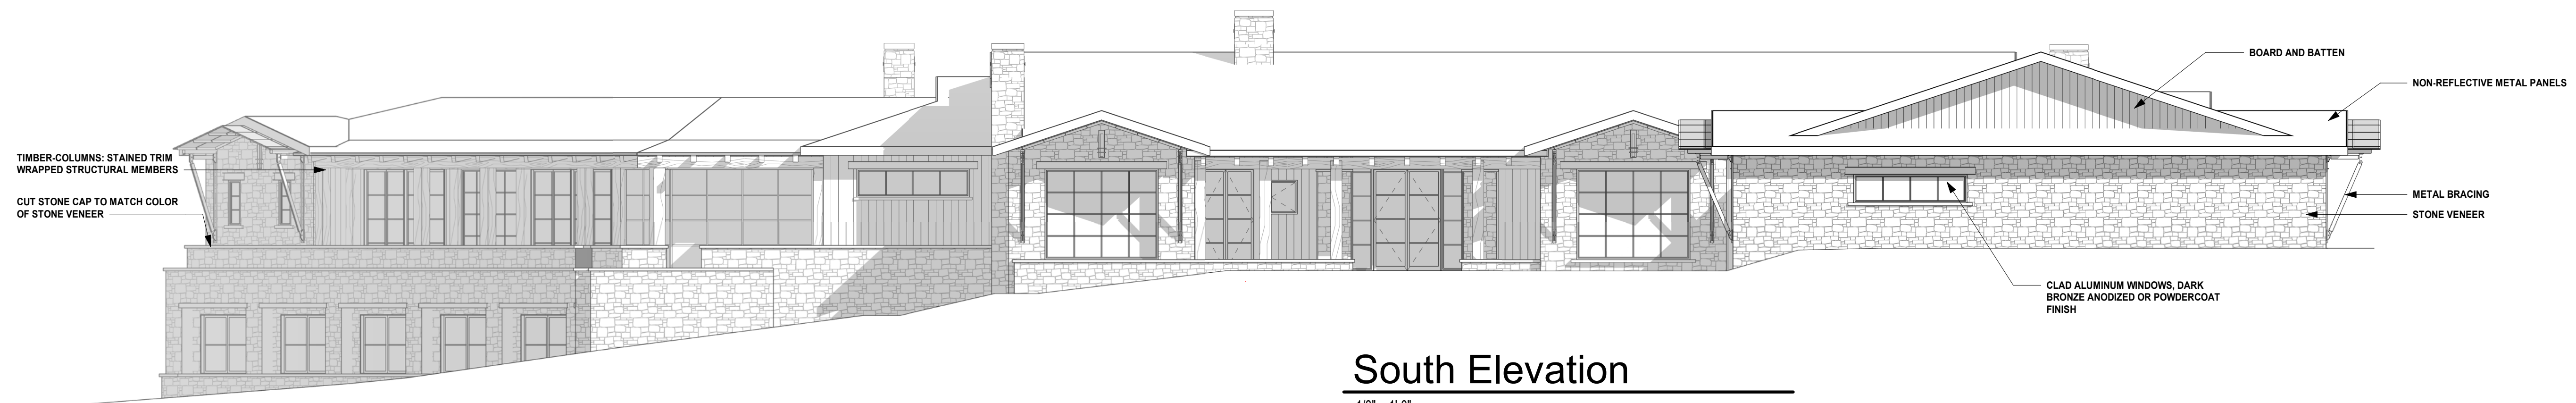 BOARD AND BATTEN
NON-REFLECTIVE METAL PANELS
TIMBER-COLUMNS: STAINED TRIM
WRAPPED STRUCTURAL MEMBERS
CUT STONE CAP TO MATCH COLOR
OF STONE VENEER
METAL BRACING
STONE VENEER
CLAD ALUMINUM WINDOWS, DARK
BRONZE ANODIZED OR POWDERCOAT
FINISH
South Elevation